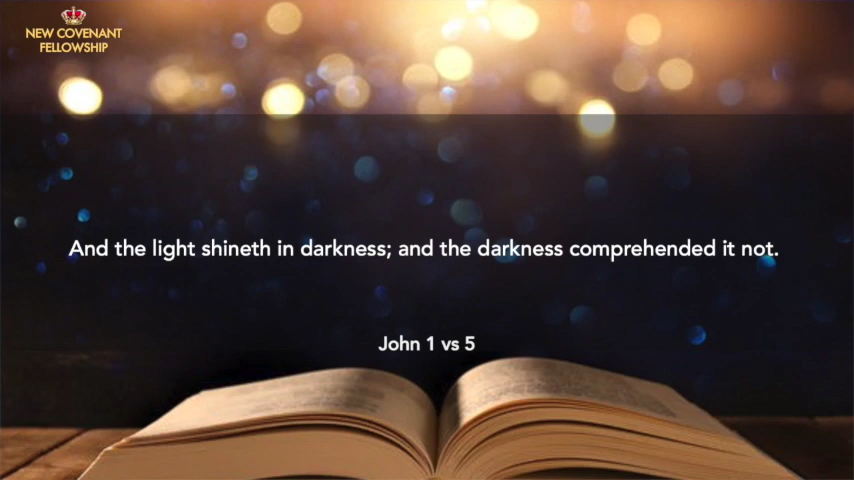 NEW COVENANT
FELLOWSHIP
And the light shineth in darkness; and the darkness comprehended it not.
John 1 vs 5